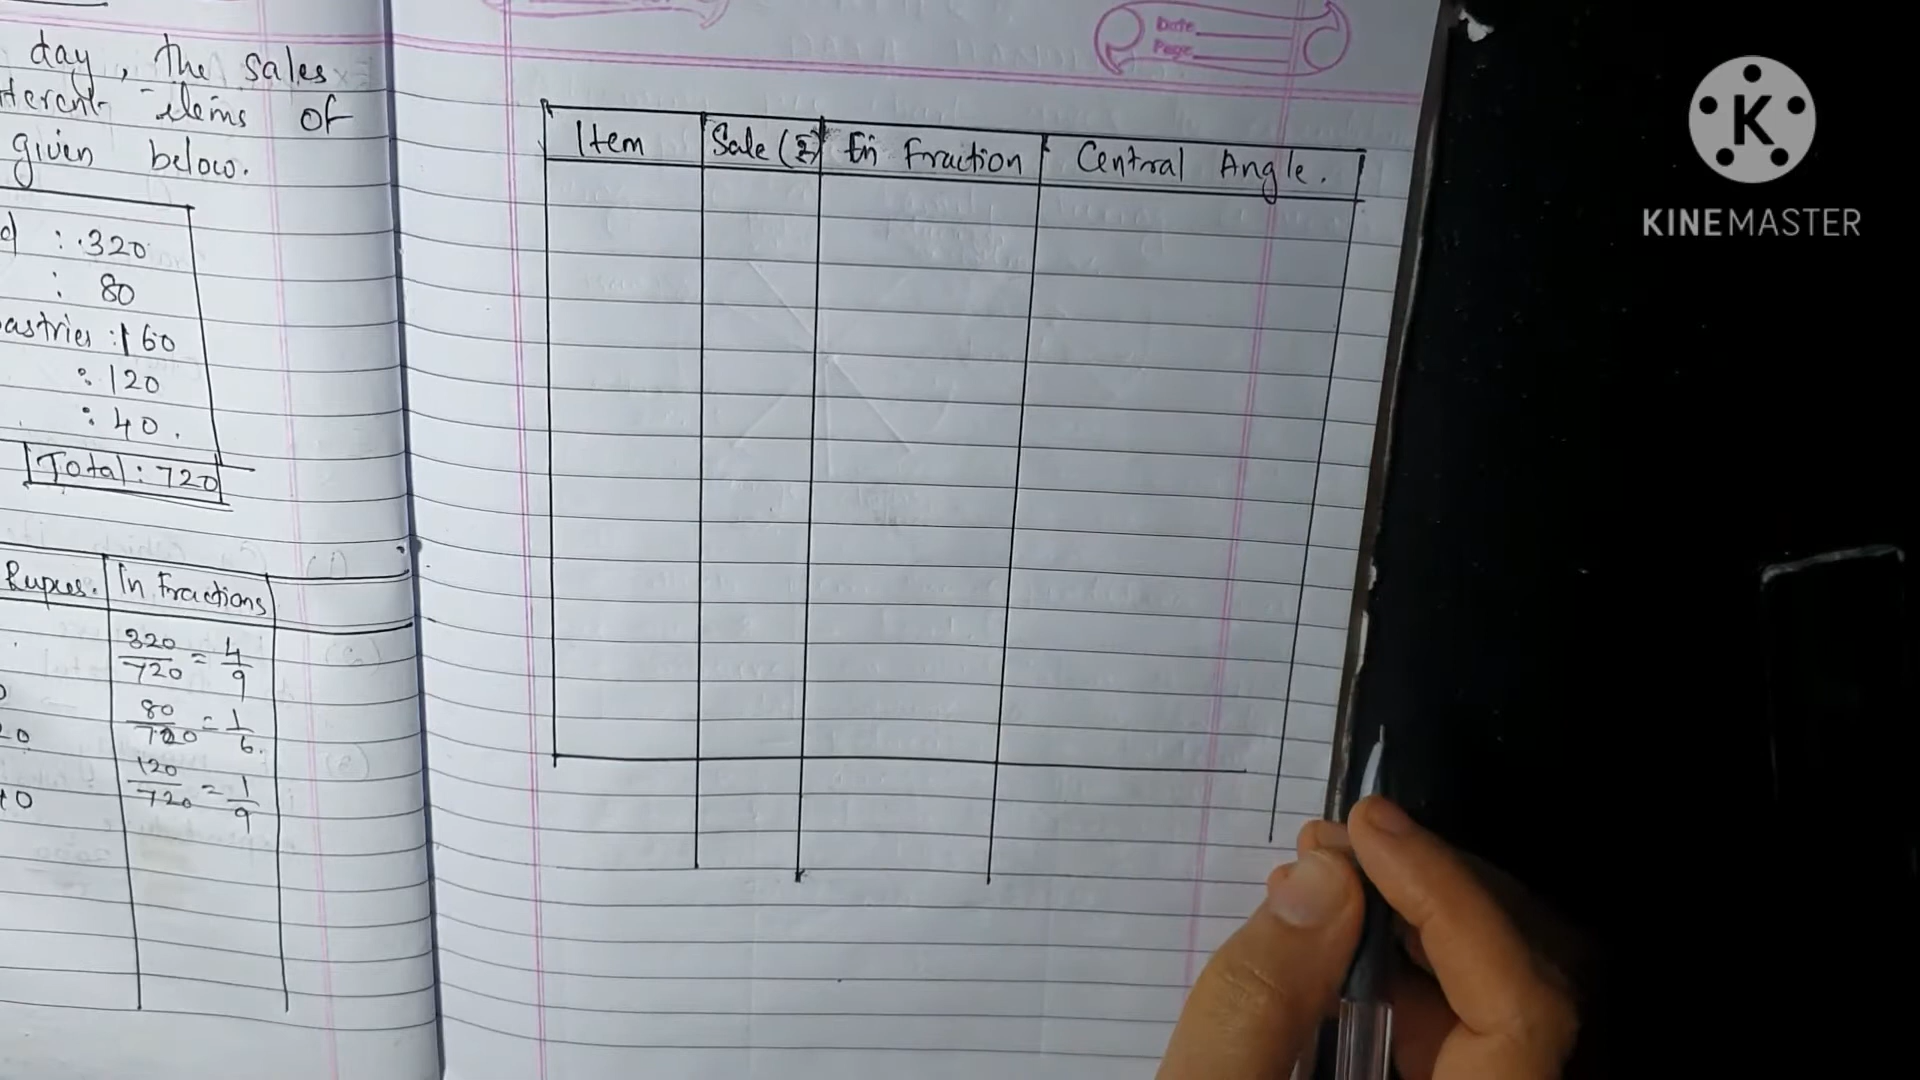 day, the sales
items of
given below.
: 320
: 80
astries : 160
: 120
: 40.
Total : 720
Rupees. In Fractions
320/720 = 4/9
80/720 = 1/6.
120/720 = 1/9
Date
Page
Item Sale (₹) In Fraction Central Angle.
K
KINEMASTER